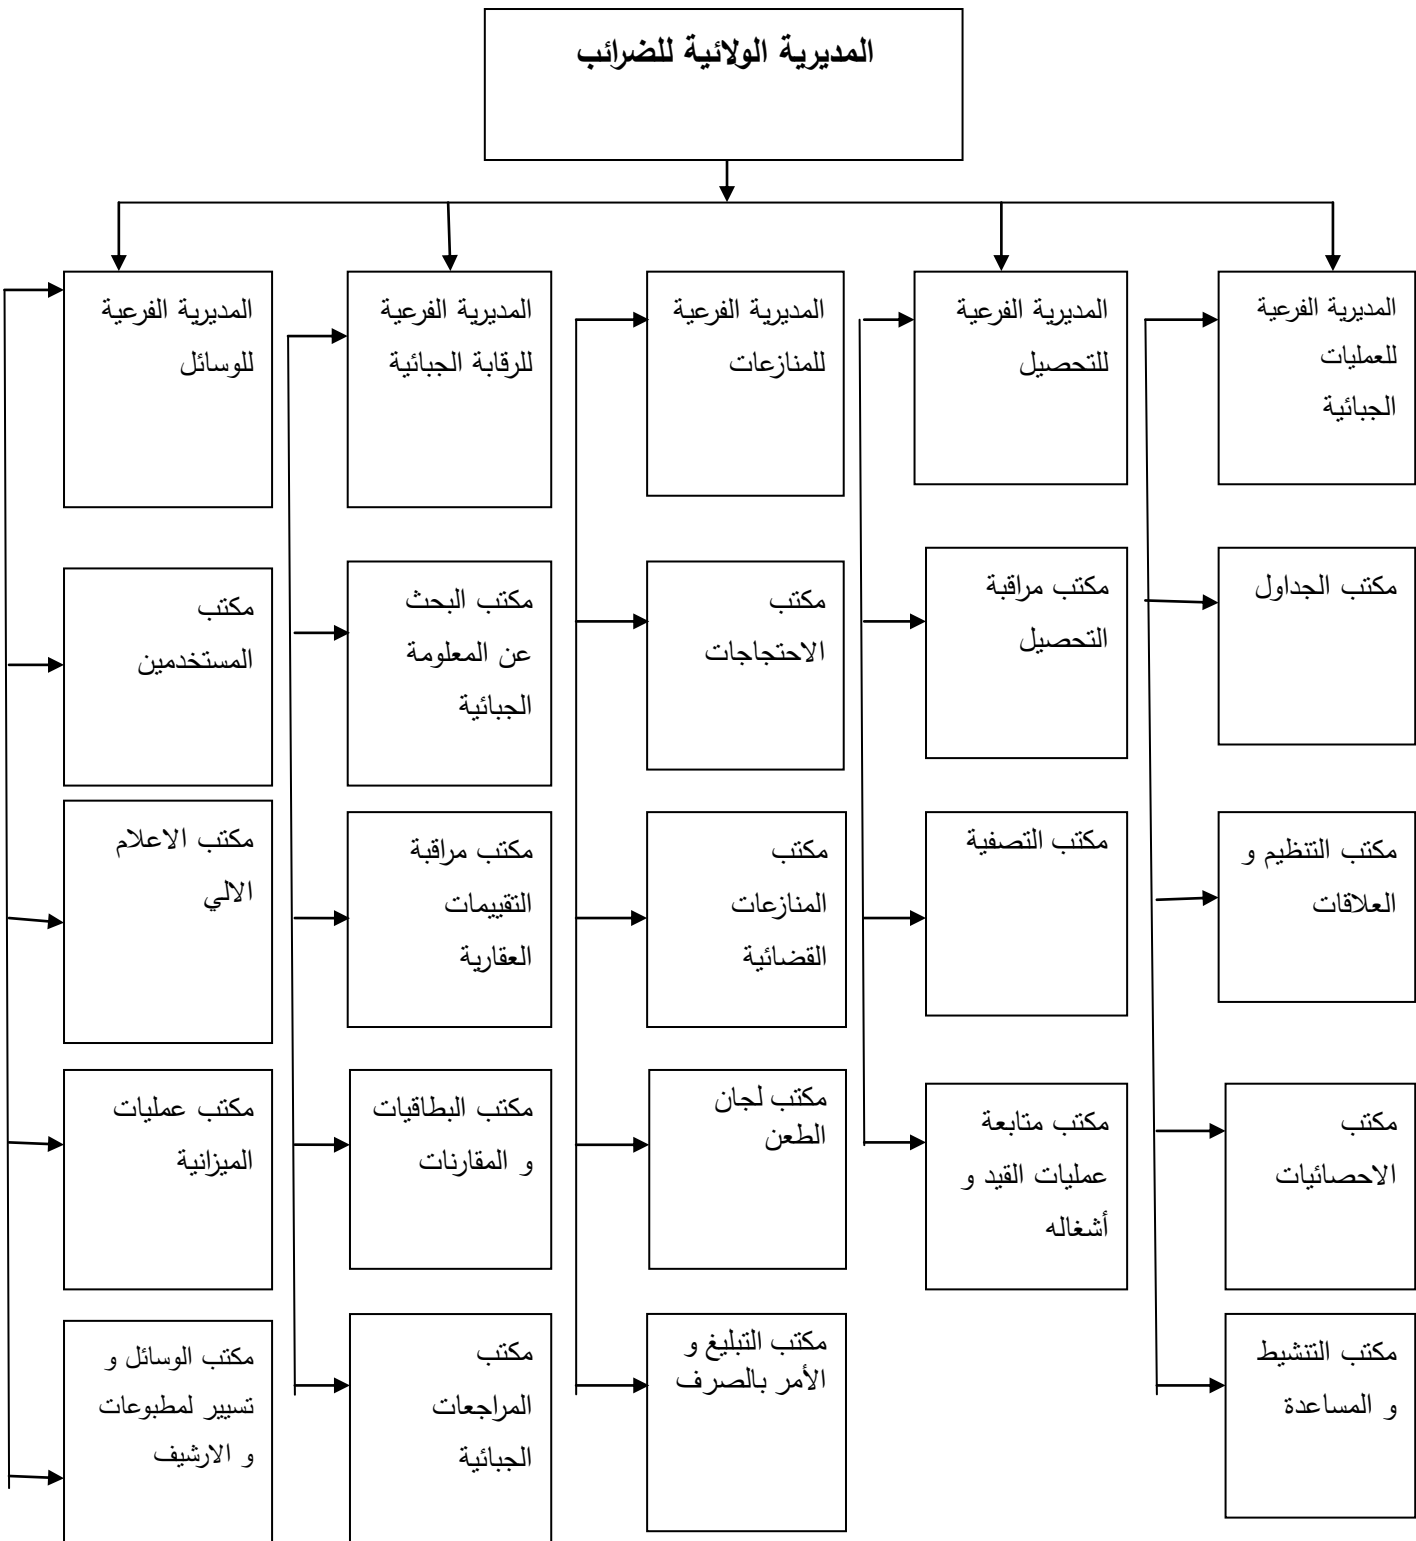 المديرية الولائية للضرائب
المديرية الفرعية
للعمليات
الجبائية
المديرية الفرعية
للتحصيل
المديرية الفرعية
للمنازعات
المديرية الفرعية
للرقابة الجبائية
المديرية الفرعية
للوسائل
مكتب الجداول
مكتب مراقبة
التحصيل
مكتب
الاحتجاجات
مكتب البحث
عن المعلومة
الجبائية
مكتب
المستخدمين
مكتب التنظيم و
العلاقات
مكتب التصفية
مكتب
المنازعات
القضائية
مكتب مراقبة
التقييمات
العقارية
مكتب الاعلام
الالي
مكتب
الاحصائيات
مكتب متابعة
عمليات القيد و
أشغاله
مكتب لجان
الطعن
مكتب البطاقيات
و المقارنات
مكتب عمليات
الميزانية
مكتب التنشيط
و المساعدة
مكتب التبليغ و
الأمر بالصرف
مكتب
المراجعات
الجبائية
مكتب الوسائل و
تسيير لمطبوعات
و الارشيف